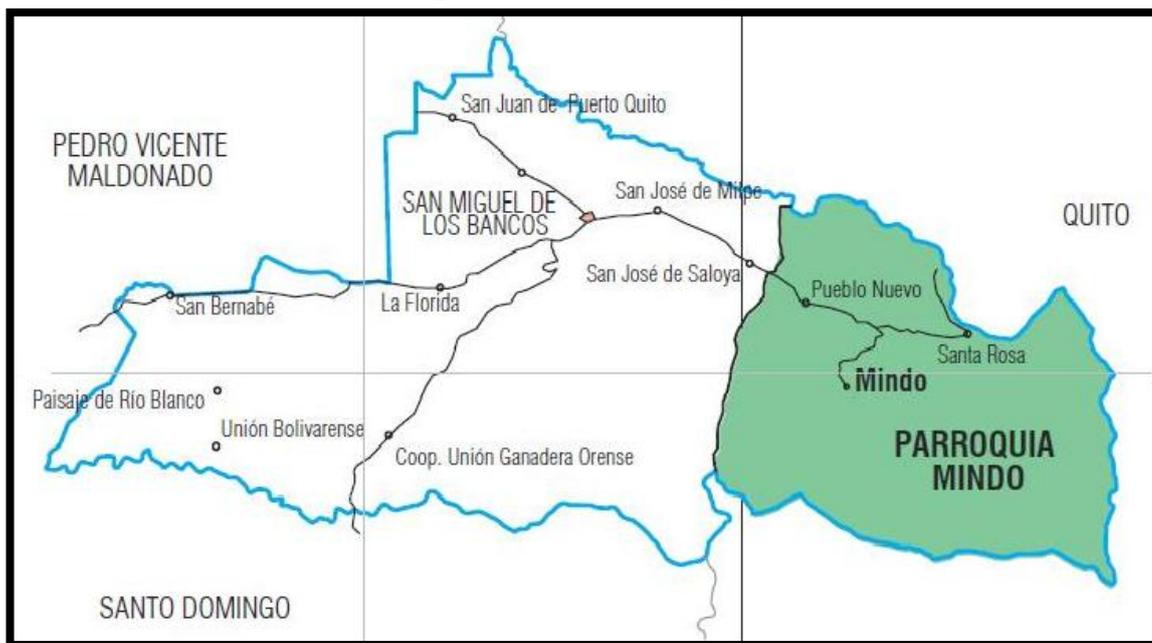 San Juan de Puerto Quito
PEDRO VICENTE
MALDONADO
SAN MIGUEL DE
LOS BANCOS
San José de Milpe
QUITO
San José de Saloya
Pueblo Nuevo
San Bernabé
La Florida
Santa Rosa
Mindo
Paisaje de Río Blanco
Unión Bolivarense
Coop. Unión Ganadera Orense
PARROQUIA
MINDO
SANTO DOMINGO